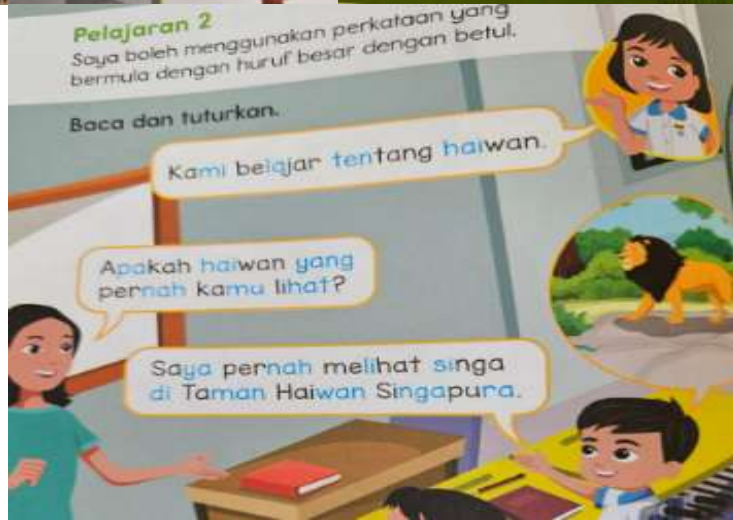 Pelajaran 2
Saya boleh menggunakan perkataan yang
bermula dengan huruf besar dengan betul.
Baca dan tuturkan.
Kami belajar tentang haiwan.
Apakah haiwan yang
pernah kamu lihat?
Saya pernah melihat singa
di Taman Haiwan Singapura.